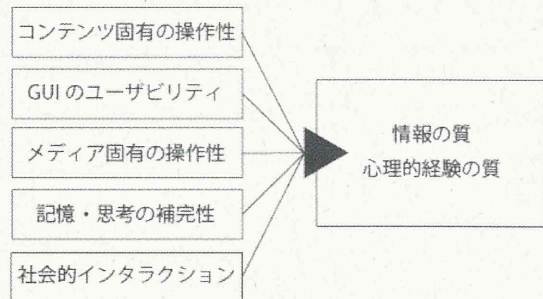 コンテンツ固有の操作性
GUIのユーザビリティ
メディア固有の操作性
記憶・思考の補完性
社会的インタラクション
情報の質
心理的経験の質